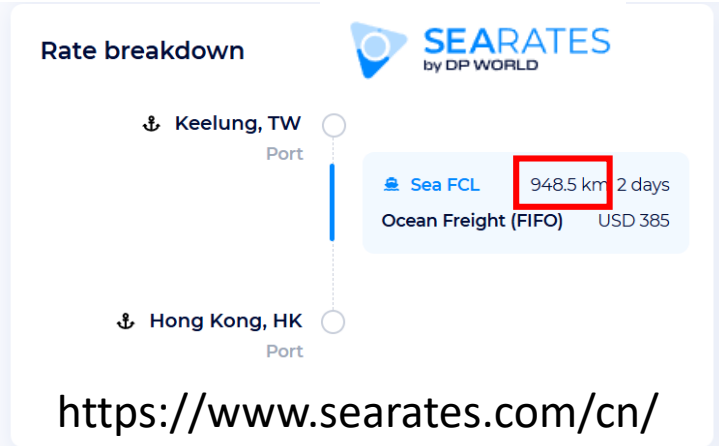 Rate breakdown
SEARATES
by DP WORLD
Keelung, TW
Port
Sea FCL 948.5 km 2 days
Ocean Freight (FIFO) USD 385
Hong Kong, HK
Port
https://www.searates.com/cn/